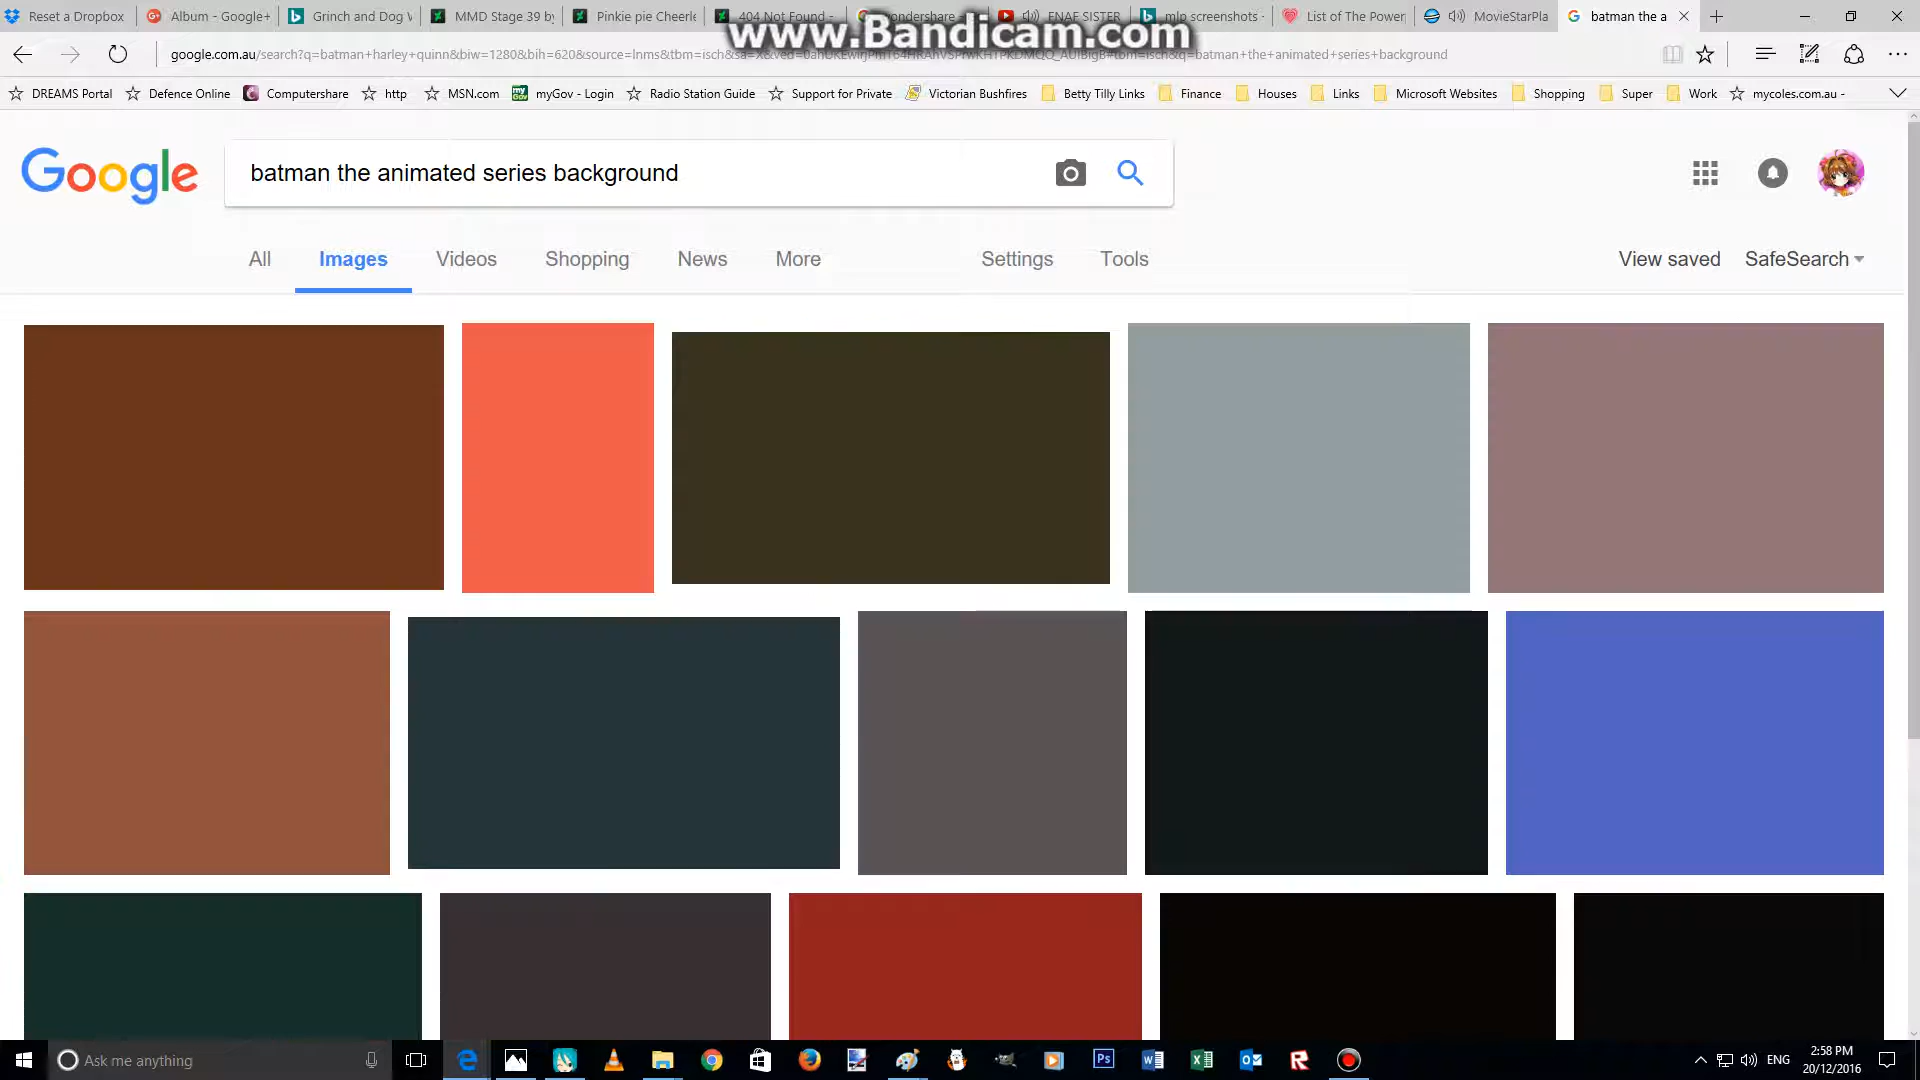 Reset a Dropbox
Album - Google+
Grinch and Dog
MMD Stage 39 by
Pinkie pie Cheerle
404 Not Found -
wondershare -
FNAF SISTER
mlp screenshots -
List of The Power
MovieStarPla
batman the a
www.Bandicam.com
google.com.au/search?q=batman+harley+quinn&biw=1280&bih=620&source=lnms&tbm=isch&sa=X&ved=
#tbm=isch&q=batman+the+animated+series+background
DREAMS Portal
Defence Online
Computershare
http
MSN.com
myGov - Login
Radio Station Guide
Support for Private
Victorian Bushfires
Betty Tilly Links
Finance
Houses
Links
Microsoft Websites
Shopping
Super
Work
mycoles.com.au -
Google
batman the animated series background
All
Images
Videos
Shopping
News
More
Settings
Tools
View saved
SafeSearch
Ask me anything
ENG
2:58 PM
20/12/2016